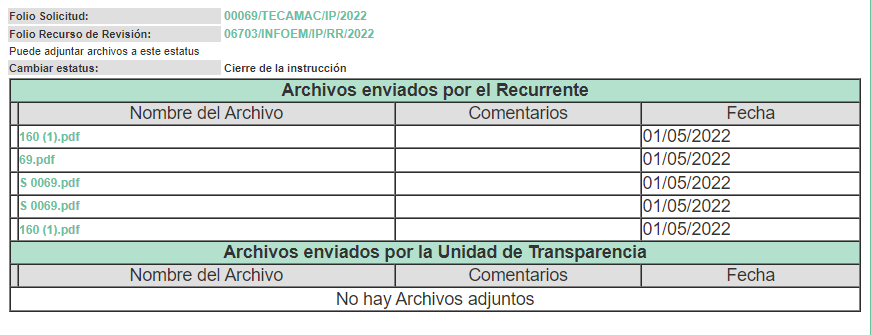 Folio Solicitud: 00069/TECAMAC/IP/2022
Folio Recurso de Revisión: 06703/INFOEM/IP/RR/2022
Puede adjuntar archivos a este estatus
Cambiar estatus: Cierre de la instrucción
Archivos enviados por el Recurrente
Nombre del Archivo Comentarios Fecha
160 (1).pdf 01/05/2022
69.pdf 01/05/2022
S 0069.pdf 01/05/2022
S 0069.pdf 01/05/2022
160 (1).pdf 01/05/2022
Archivos enviados por la Unidad de Transparencia
Nombre del Archivo Comentarios Fecha
No hay Archivos adjuntos